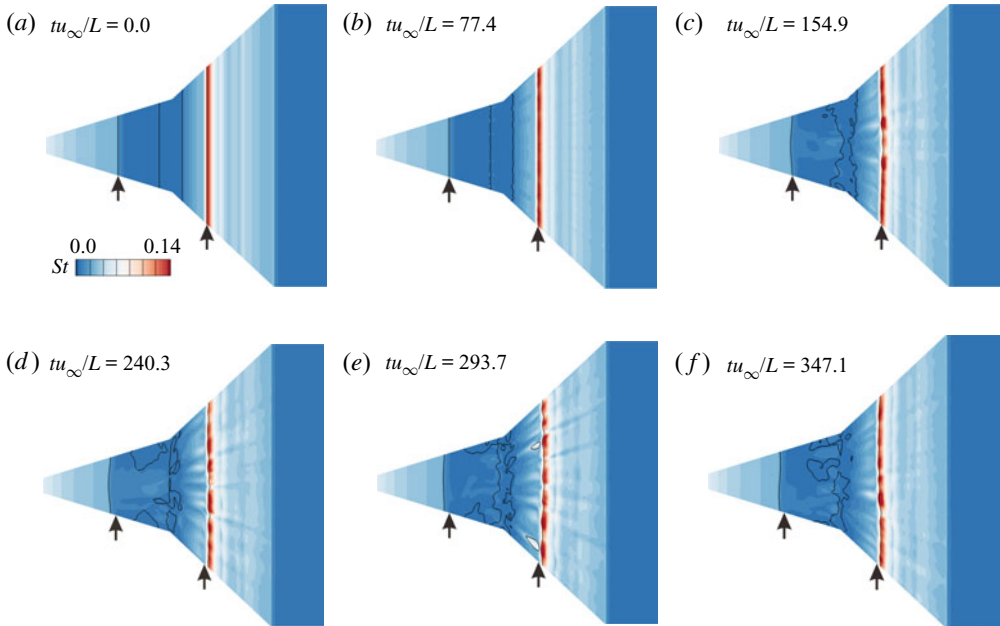 (a) tu∞/L = 0.0
(b) tu∞/L = 77.4
(c) tu∞/L = 154.9
0.0 0.14
St
(d) tu∞/L = 240.3
(e) tu∞/L = 293.7
(f) tu∞/L = 347.1